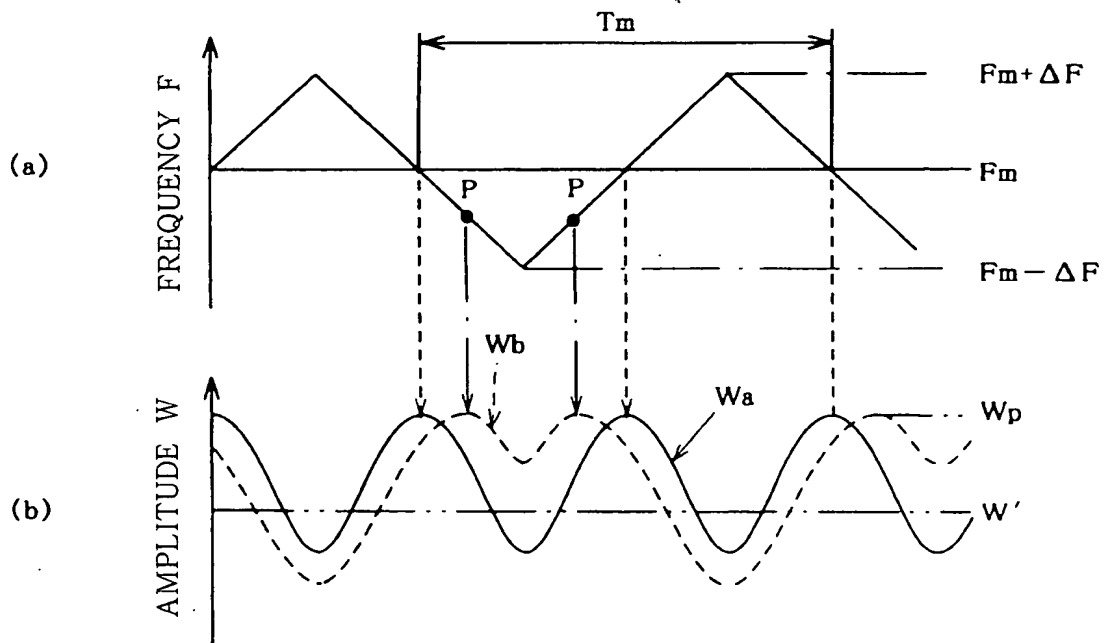 Tm
Fm+ΔF
FREQUENCY F
(a)
Fm
P
P
Fm−ΔF
Wb
Wa
AMPLITUDE W
Wp
(b)
W'